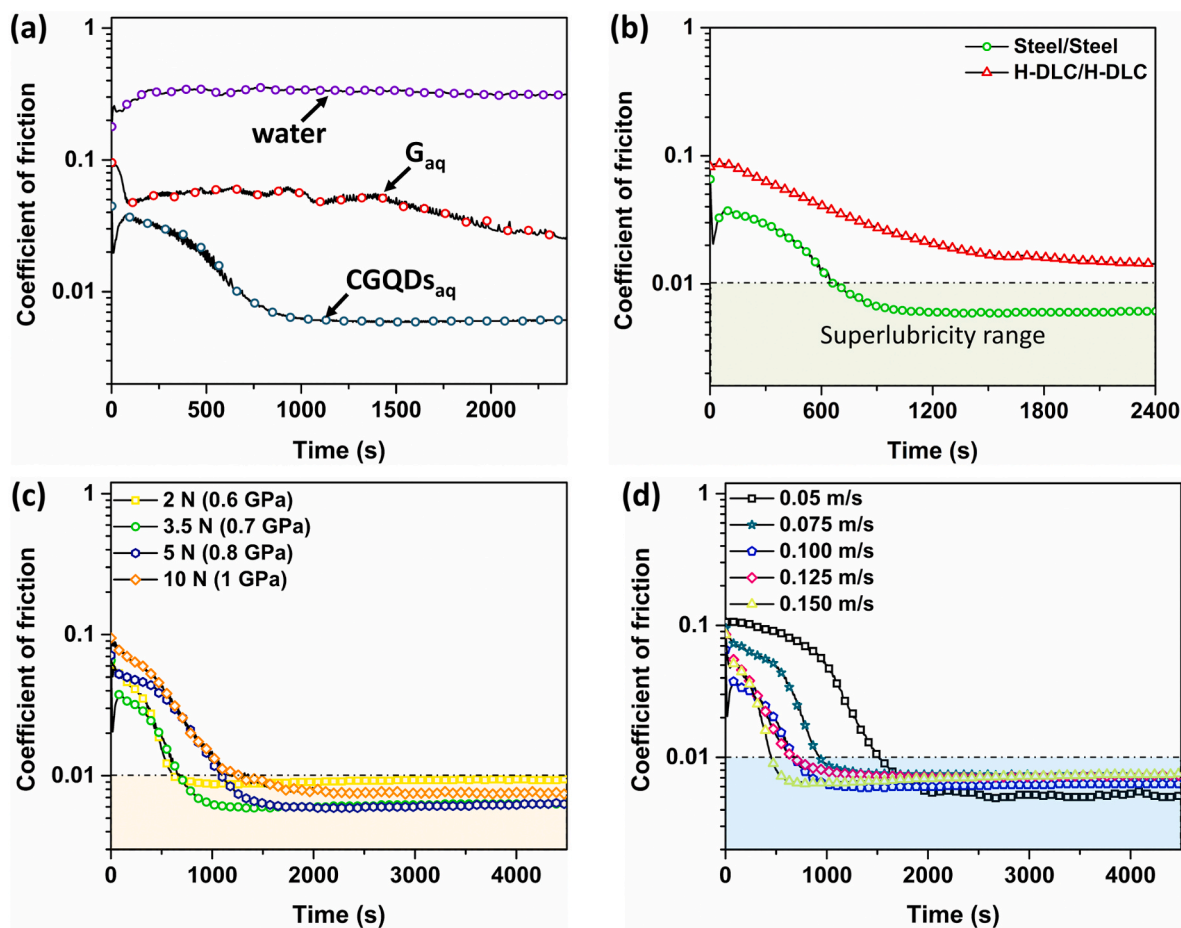 (a)
Coefficient of friction
1
0.1
0.01
water
G_aq
CGQDs_aq
0
500
1000
1500
2000
Time (s)
(b)
Coefficient of friciton
1
0.1
0.01
Steel/Steel
H-DLC/H-DLC
Superlubricity range
0
600
1200
1800
2400
Time (s)
(c)
Coefficient of friction
1
0.1
0.01
2 N (0.6 GPa)
3.5 N (0.7 GPa)
5 N (0.8 GPa)
10 N (1 GPa)
0
1000
2000
3000
4000
Time (s)
(d)
Coefficient of friction
1
0.1
0.01
0.05 m/s
0.075 m/s
0.100 m/s
0.125 m/s
0.150 m/s
0
1000
2000
3000
4000
Time (s)